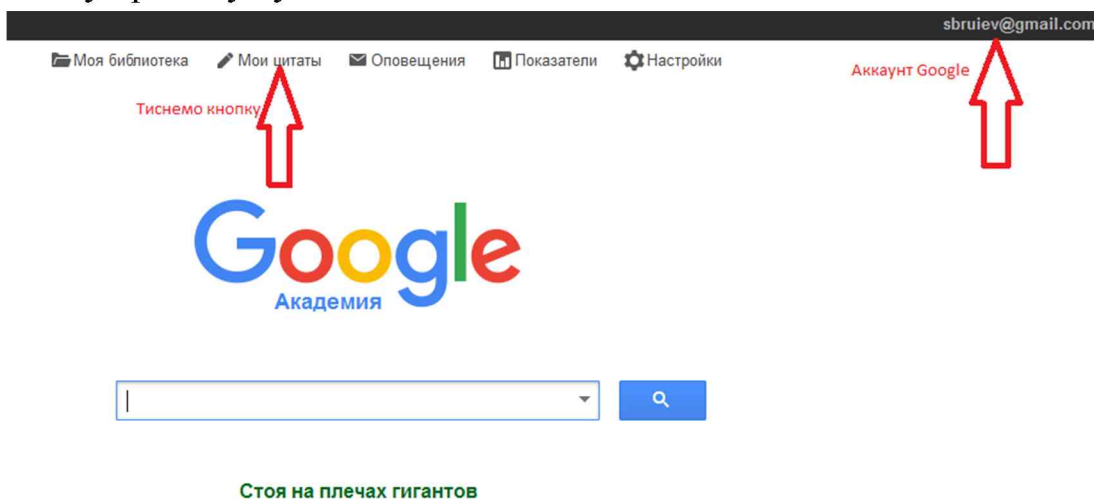 sbruiev@gmail.com
Моя библиотека Мои цитаты Оповещения Показатели Настройки
Аккаунт Google
Тиснемо кнопку
Google
Академия
Стоя на плечах гигантов